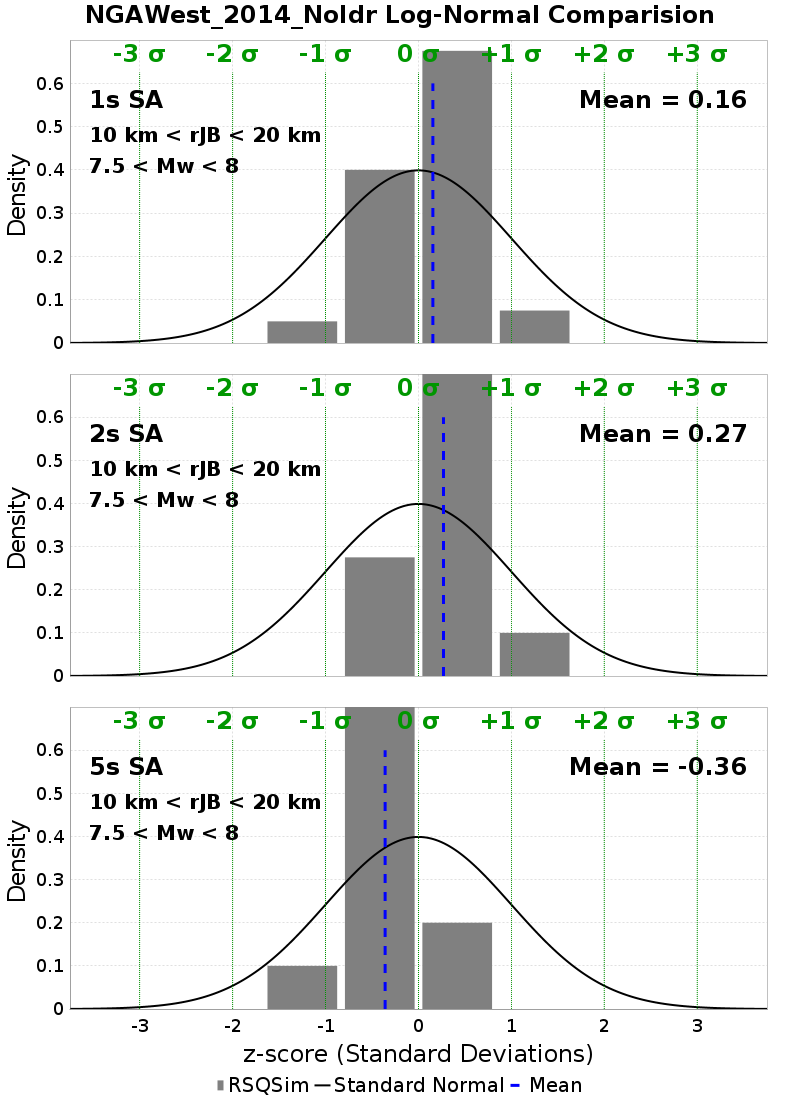 NGAWest_2014_NoIdr Log-Normal Comparision
-3 σ -2 σ -1 σ 0 σ +1 σ +2 σ +3 σ
0.6
1s SA Mean = 0.16
0.5
10 km < rJB < 20 km
7.5 < Mw < 8
0.4
0.3
0.2
0.1
0
Density
-3 σ -2 σ -1 σ 0 σ +1 σ +2 σ +3 σ
0.6
2s SA Mean = 0.27
0.5
10 km < rJB < 20 km
7.5 < Mw < 8
0.4
0.3
0.2
0.1
0
Density
-3 σ -2 σ -1 σ 0 σ +1 σ +2 σ +3 σ
0.6
5s SA Mean = -0.36
0.5
10 km < rJB < 20 km
7.5 < Mw < 8
0.4
0.3
0.2
0.1
0
Density
-3 -2 -1 0 1 2 3
z-score (Standard Deviations)
RSQSim Standard Normal Mean